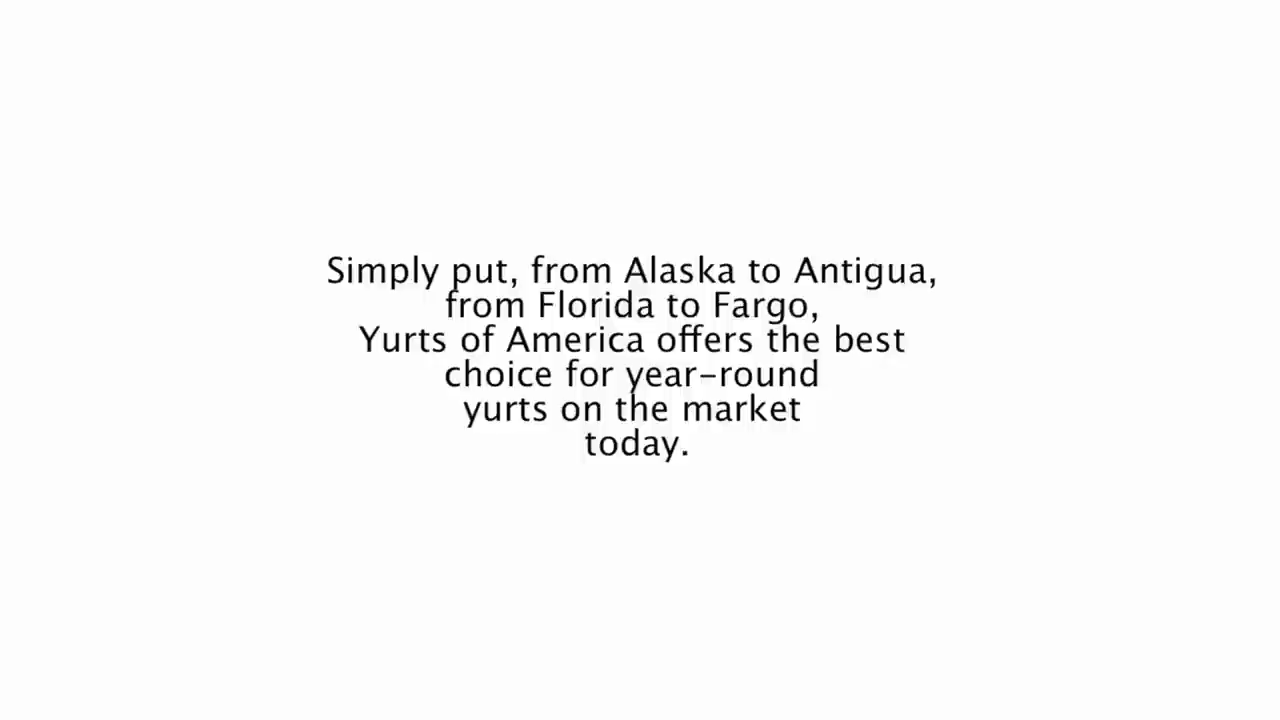 Simply put, from Alaska to Antigua,
from Florida to Fargo,
Yurts of America offers the best
choice for year-round
yurts on the market
today.